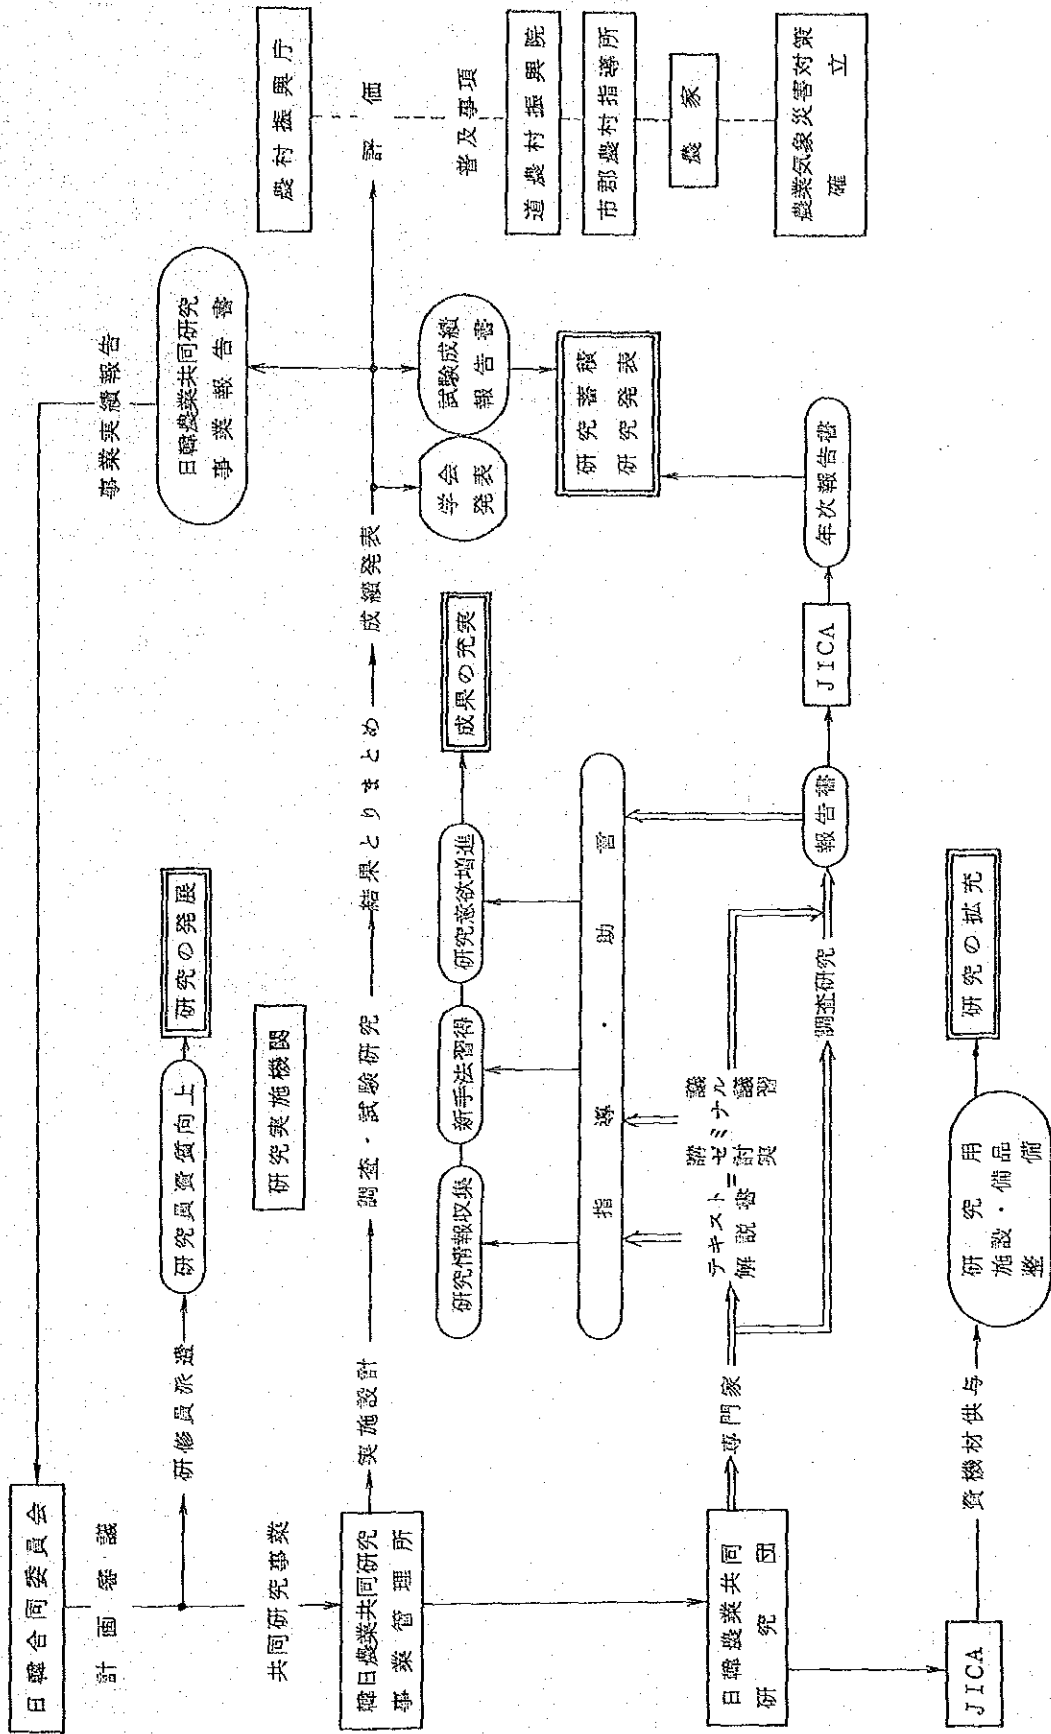 日韓合同委員会
計画審議
研修員派遣
研究員資質向上
研究の発展
事業実績報告
日韓農業共同研究
事業報告書
共同研究事業
韓日農業共同研究
事業管理所
研究実施機関
実施設計
調査・試験研究
結果とりまとめ
成績発表
評価
農村振興庁
普及事項
道農村振興院
市郡農村指導所
農家
農業気象災害対策
確立
学会
発表
試験成績
報告書
研究蓄積
研究発表
研究情報収集
新手法習得
研究意欲増進
成果の充実
指導・助言
日韓農業共同
研究団
専門家
テキスト
解説書
講義
ゼミナル
討議
実習
調査研究
報告書
JICA
年次報告書
JICA
資機材供与
研究用
施設・備品
整備
研究の拡充